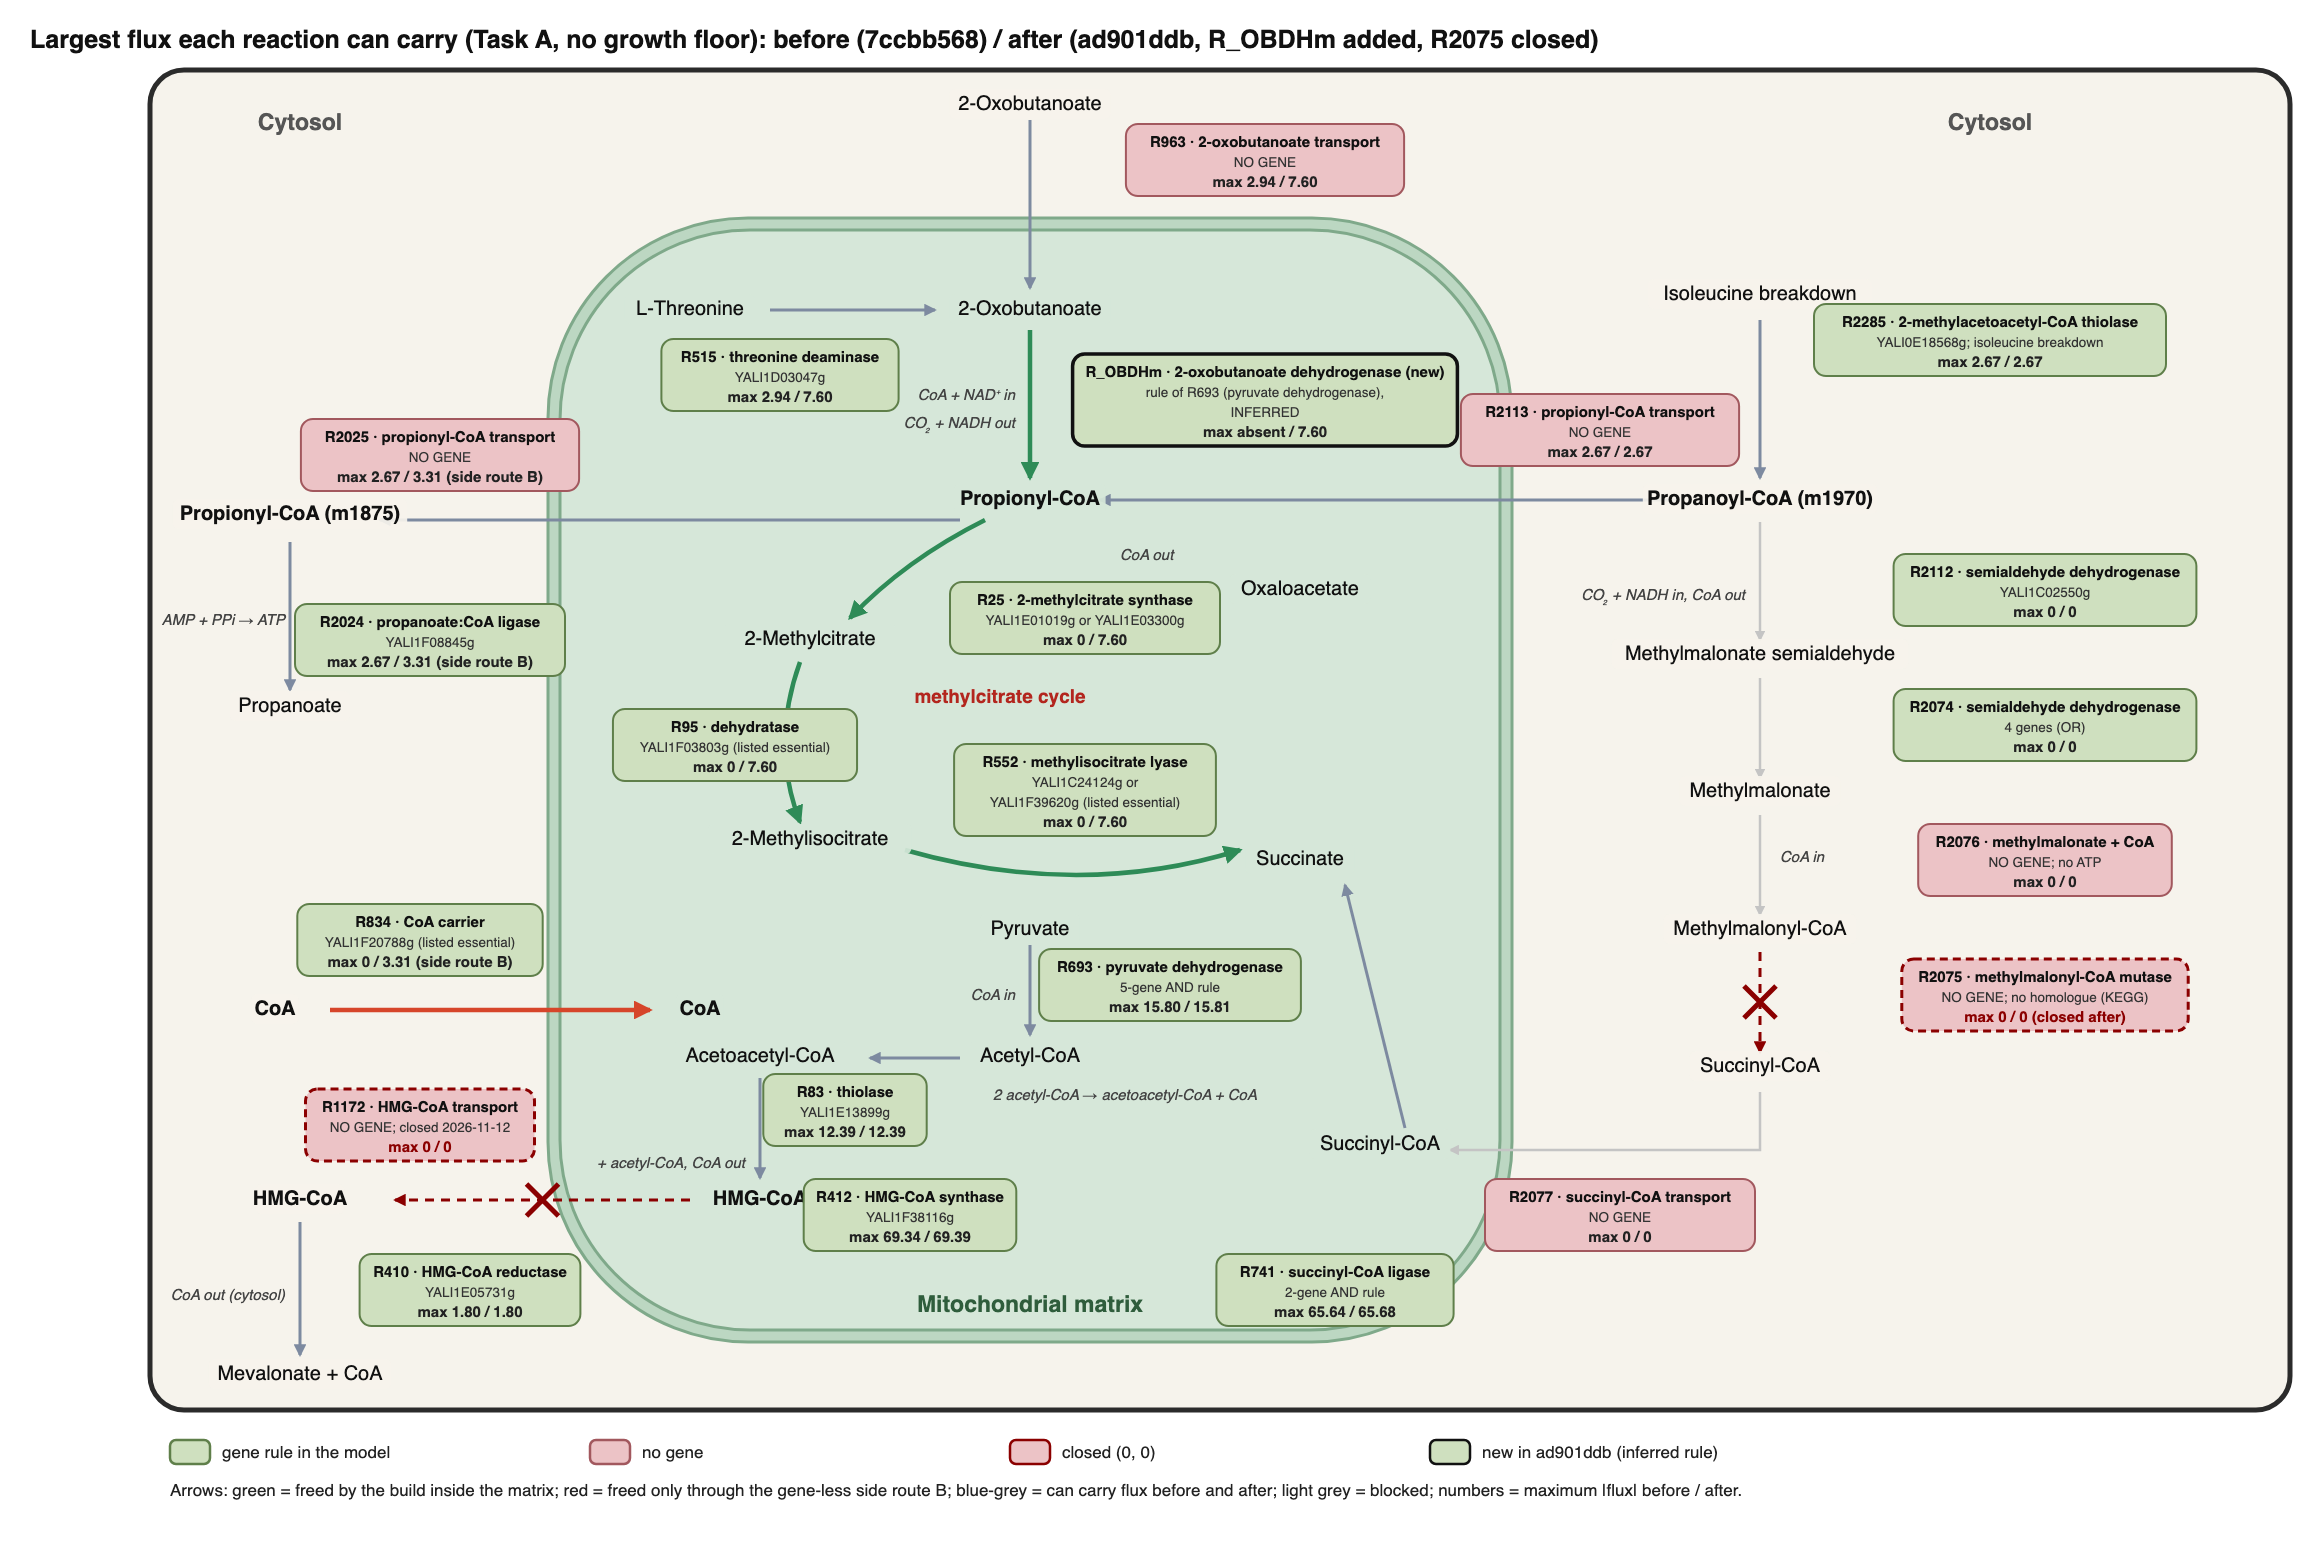 Largest flux each reaction can carry (Task A, no growth floor): before (7ccbb568) / after (ad901ddb, R_OBDHm added, R2075 closed)
Cytosol
2-Oxobutanoate
Cytosol
R963 · 2-oxobutanoate transport
NO GENE
max 2.94 / 7.60
L-Threonine
2-Oxobutanoate
Isoleucine breakdown
R2285 · 2-methylacetoacetyl-CoA thiolase
YALI0E18568g; isoleucine breakdown
max 2.67 / 2.67
R515 · threonine deaminase
YALI1D03047g
max 2.94 / 7.60
CoA + NAD⁺ in
CO₂ + NADH out
R_OBDHm · 2-oxobutanoate dehydrogenase (new)
rule of R693 (pyruvate dehydrogenase),
INFERRED
max absent / 7.60
R2113 · propionyl-CoA transport
NO GENE
max 2.67 / 2.67
R2025 · propionyl-CoA transport
NO GENE
max 2.67 / 3.31 (side route B)
Propionyl-CoA (m1875)
Propionyl-CoA
Propanoyl-CoA (m1970)
CoA out
Oxaloacetate
R25 · 2-methylcitrate synthase
YALI1E01019g or YALI1E03300g
max 0 / 7.60
CO₂ + NADH in, CoA out
R2112 · semialdehyde dehydrogenase
YALI1C02550g
max 0 / 0
AMP + PPi → ATP
R2024 · propanoate:CoA ligase
YALI1F08845g
max 2.67 / 3.31 (side route B)
2-Methylcitrate
Methylmalonate semialdehyde
Propanoate
methylcitrate cycle
R2074 · semialdehyde dehydrogenase
4 genes (OR)
max 0 / 0
R95 · dehydratase
YALI1F03803g (listed essential)
max 0 / 7.60
R552 · methylisocitrate lyase
YALI1C24124g or
YALI1F39620g (listed essential)
max 0 / 7.60
Methylmalonate
2-Methylisocitrate
Succinate
CoA in
R2076 · methylmalonate + CoA
NO GENE; no ATP
max 0 / 0
R834 · CoA carrier
YALI1F20788g (listed essential)
max 0 / 3.31 (side route B)
Pyruvate
Methylmalonyl-CoA
CoA in
R693 · pyruvate dehydrogenase
5-gene AND rule
max 15.80 / 15.81
R2075 · methylmalonyl-CoA mutase
NO GENE; no homologue (KEGG)
max 0 / 0 (closed after)
CoA
CoA
Acetoacetyl-CoA
Acetyl-CoA
Succinyl-CoA
R83 · thiolase
YALI1E13899g
max 12.39 / 12.39
2 acetyl-CoA → acetoacetyl-CoA + CoA
R1172 · HMG-CoA transport
NO GENE; closed 2026-11-12
max 0 / 0
+ acetyl-CoA, CoA out
Succinyl-CoA
HMG-CoA
HMG-CoA
R412 · HMG-CoA synthase
YALI1F38116g
max 69.34 / 69.39
R2077 · succinyl-CoA transport
NO GENE
max 0 / 0
CoA out (cytosol)
R410 · HMG-CoA reductase
YALI1E05731g
max 1.80 / 1.80
R741 · succinyl-CoA ligase
2-gene AND rule
max 65.64 / 65.68
Mitochondrial matrix
Mevalonate + CoA
gene rule in the model
no gene
closed (0, 0)
new in ad901ddb (inferred rule)
Arrows: green = freed by the build inside the matrix; red = freed only through the gene-less side route B; blue-grey = can carry flux before and after; light grey = blocked; numbers = maximum |flux| before / after.